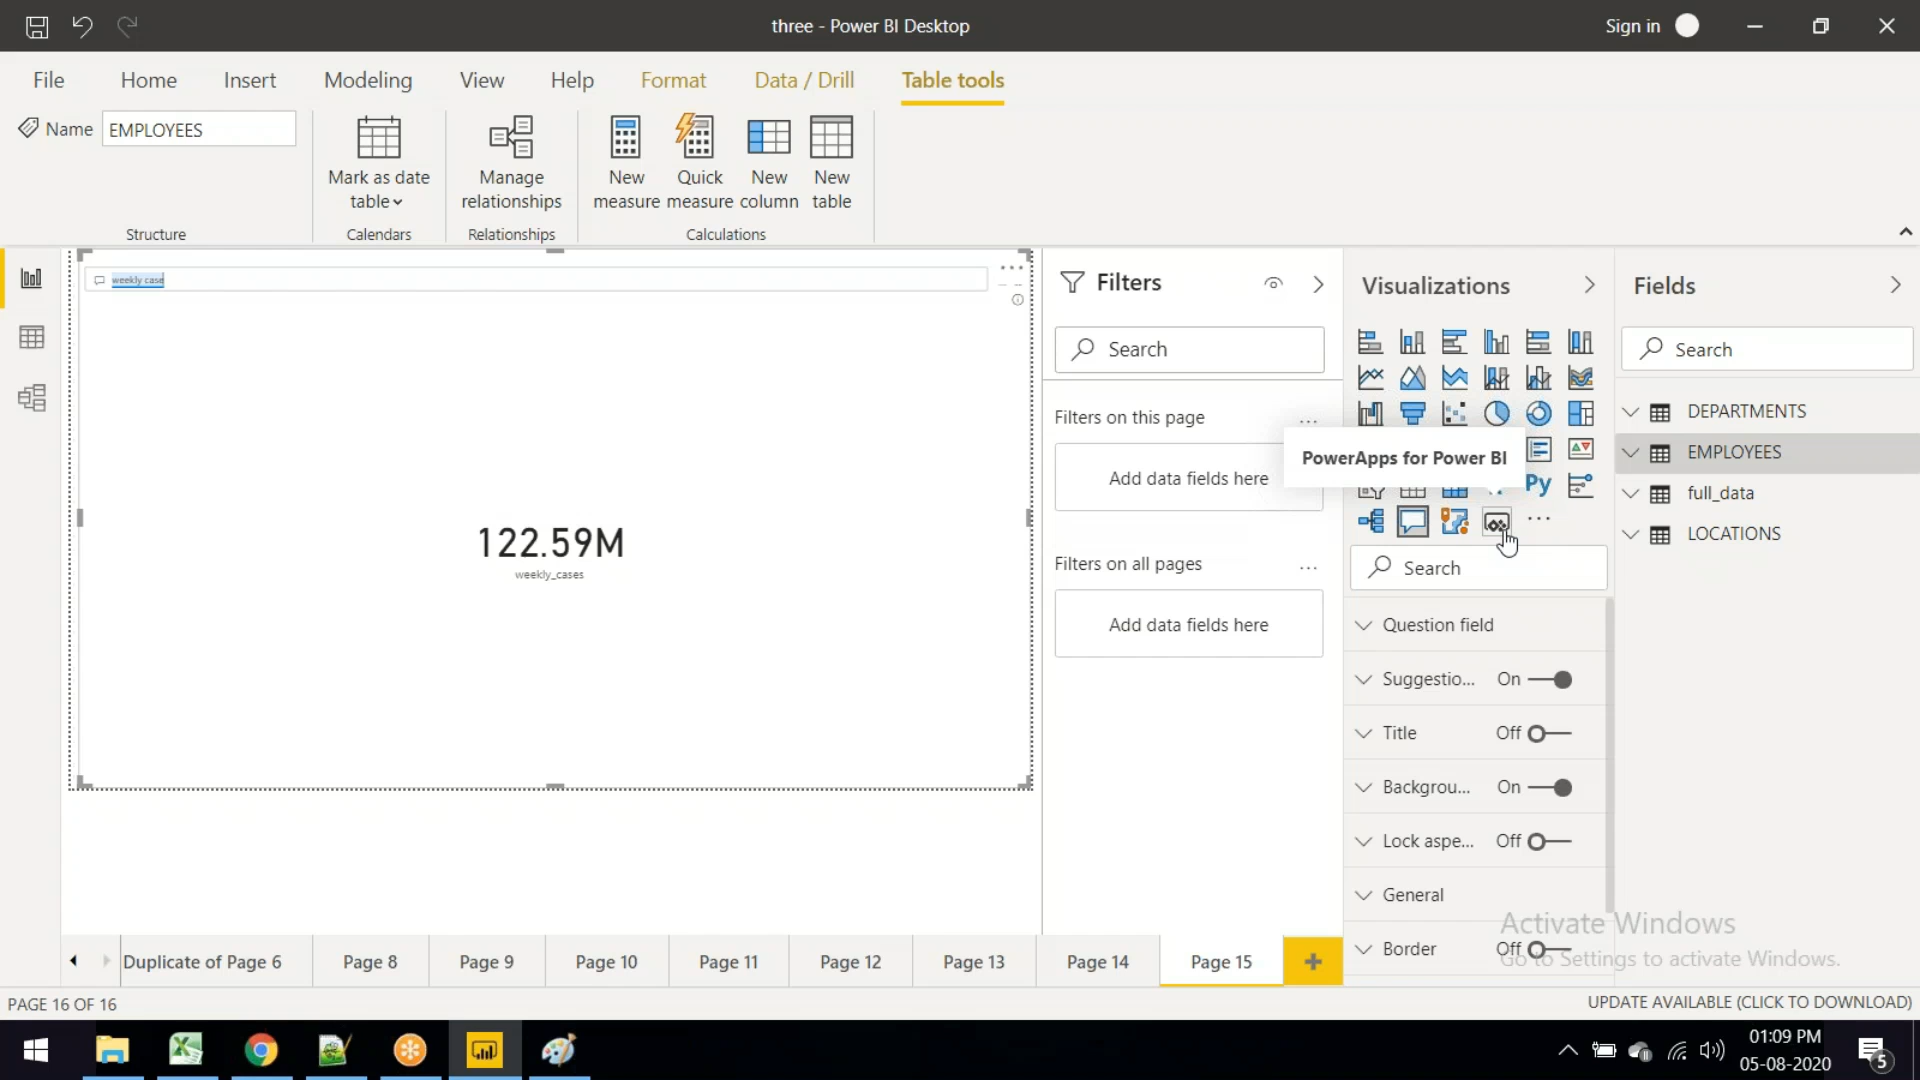 three - Power BI Desktop
Sign in
File
Home
Insert
Modeling
View
Help
Format
Data / Drill
Table tools
Name
EMPLOYEES
Mark as date
table
Manage
relationships
New
measure
Quick
measure
New
column
New
table
Structure
Calendars
Relationships
Calculations
weekly case
122.59M
weekly_cases
Filters
Search
Filters on this page
Add data fields here
Filters on all pages
Add data fields here
Visualizations
PowerApps for Power BI
Py
Search
Question field
Suggestio... On
Title Off
Backgrou... On
Lock aspe... Off
General
Border Off
Fields
Search
DEPARTMENTS
EMPLOYEES
full_data
LOCATIONS
Activate Windows
Go to Settings to activate Windows.
Duplicate of Page 6
Page 8
Page 9
Page 10
Page 11
Page 12
Page 13
Page 14
Page 15
PAGE 16 OF 16
UPDATE AVAILABLE (CLICK TO DOWNLOAD)
01:09 PM
05-08-2020
5